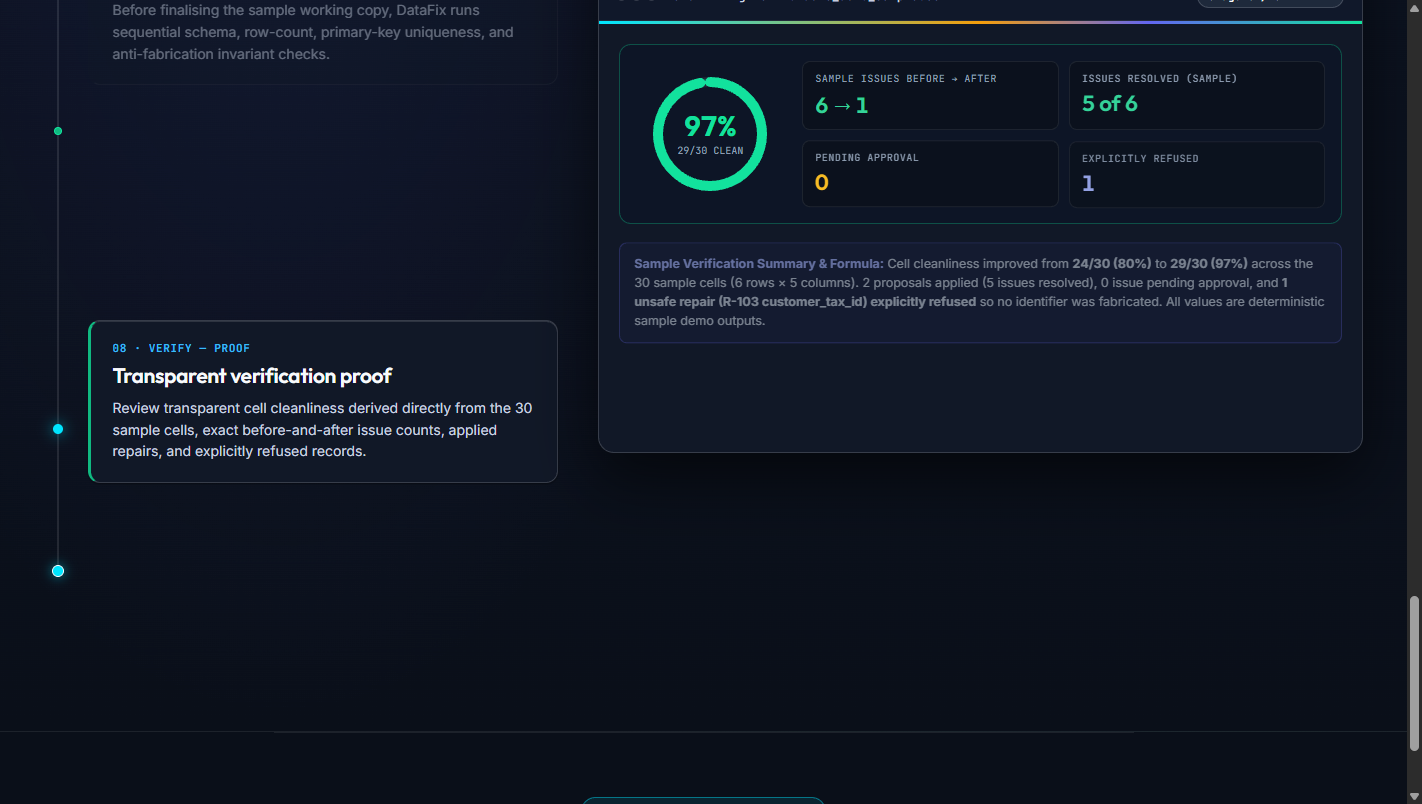 Before finalising the sample working copy, DataFix runs
sequential schema, row-count, primary-key uniqueness, and
anti-fabrication invariant checks.
08 · VERIFY — PROOF
Transparent verification proof
Review transparent cell cleanliness derived directly from the 30
sample cells, exact before-and-after issue counts, applied
repairs, and explicitly refused records.
97%
29/30 CLEAN
SAMPLE ISSUES BEFORE → AFTER
6 → 1
ISSUES RESOLVED (SAMPLE)
5 of 6
PENDING APPROVAL
0
EXPLICITLY REFUSED
1
Sample Verification Summary & Formula: Cell cleanliness improved from 24/30 (80%) to 29/30 (97%) across the
30 sample cells (6 rows × 5 columns). 2 proposals applied (5 issues resolved), 0 issue pending approval, and 1
unsafe repair (R-103 customer_tax_id) explicitly refused so no identifier was fabricated. All values are deterministic
sample demo outputs.